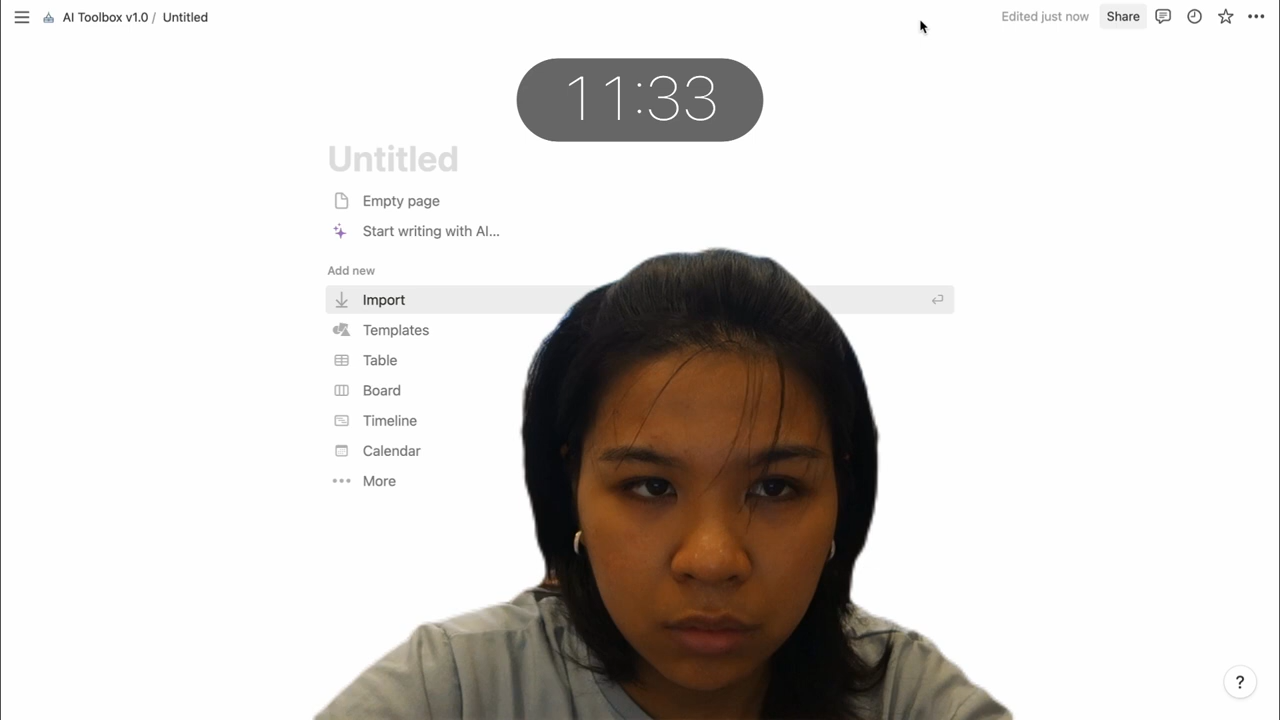 AI Toolbox v1.0 / Untitled
Edited just now
Share
11:33
Untitled
Empty page
Start writing with AI...
Add new
Import
Templates
Table
Board
Timeline
Calendar
More
?